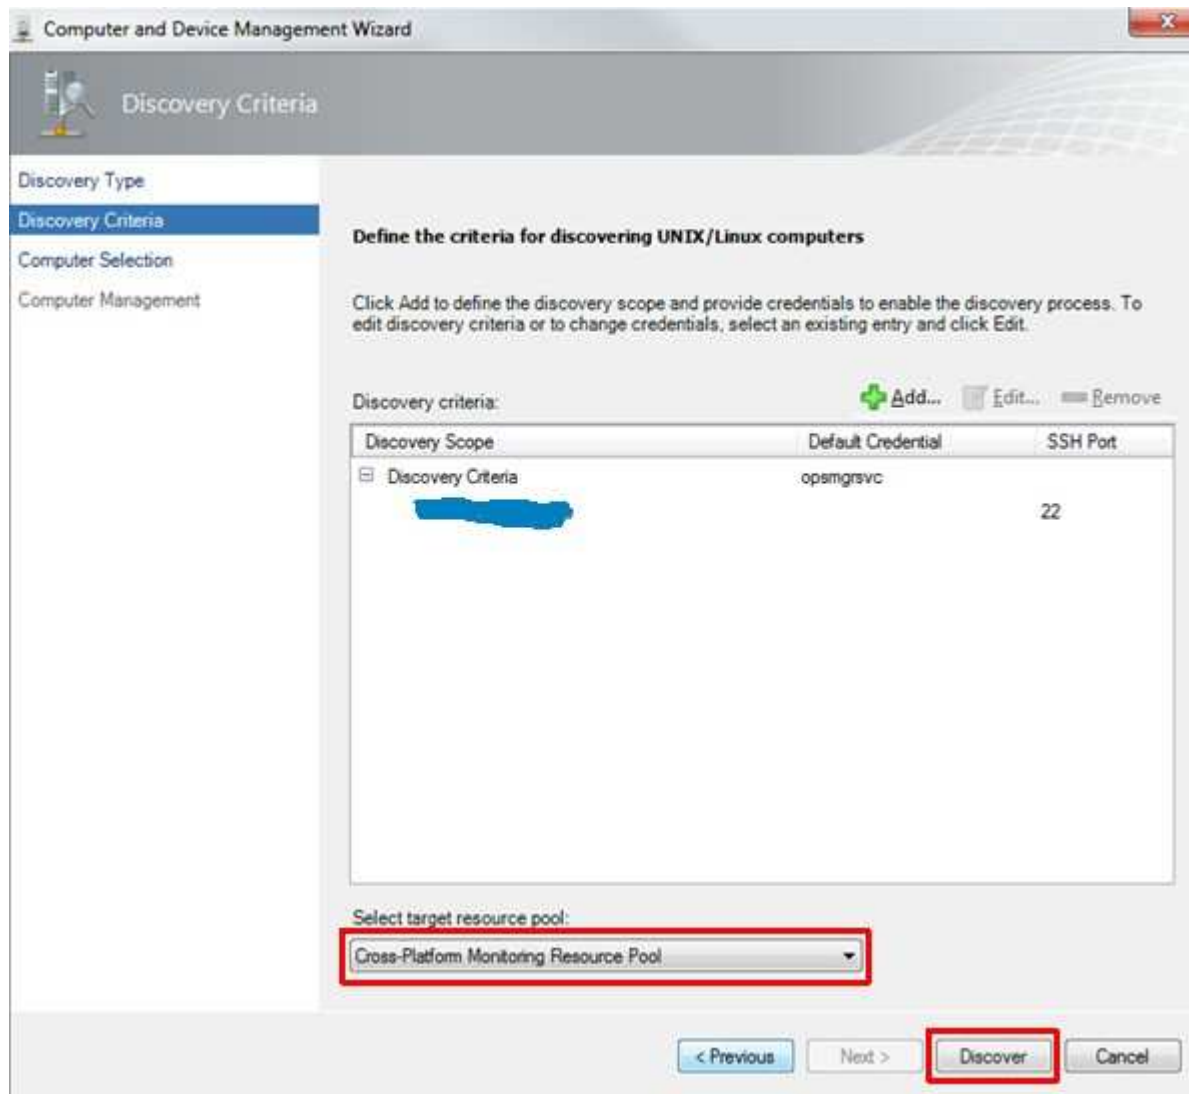 Computer and Device Management Wizard
Discovery Criteria
Discovery Type
Discovery Criteria
Computer Selection
Computer Management
Define the criteria for discovering UNIX/Linux computers
Click Add to define the discovery scope and provide credentials to enable the discovery process. To
edit discovery criteria or to change credentials, select an existing entry and click Edit.
Discovery criteria: Add... Edit... Remove
Discovery Scope Default Credential SSH Port
Discovery Criteria opsmgrsvc
22
Select target resource pool:
Cross-Platform Monitoring Resource Pool
< Previous Next > Discover Cancel